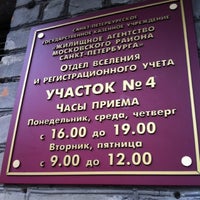 САНКТ-ПЕТЕРБУРГСКОЕ
ГОСУДАРСТВЕННОЕ КАЗЕННОЕ УЧРЕЖДЕНИЕ
"ЖИЛИЩНОЕ АГЕНТСТВО
МОСКОВСКОГО РАЙОНА
САНКТ-ПЕТЕРБУРГА"
ОТДЕЛ ВСЕЛЕНИЯ
И РЕГИСТРАЦИОННОГО УЧЕТА
УЧАСТОК № 4
ЧАСЫ ПРИЕМА
Понедельник, среда, четверг
с 16.00 до 19.00
Вторник, пятница
с 9.00 до 12.00